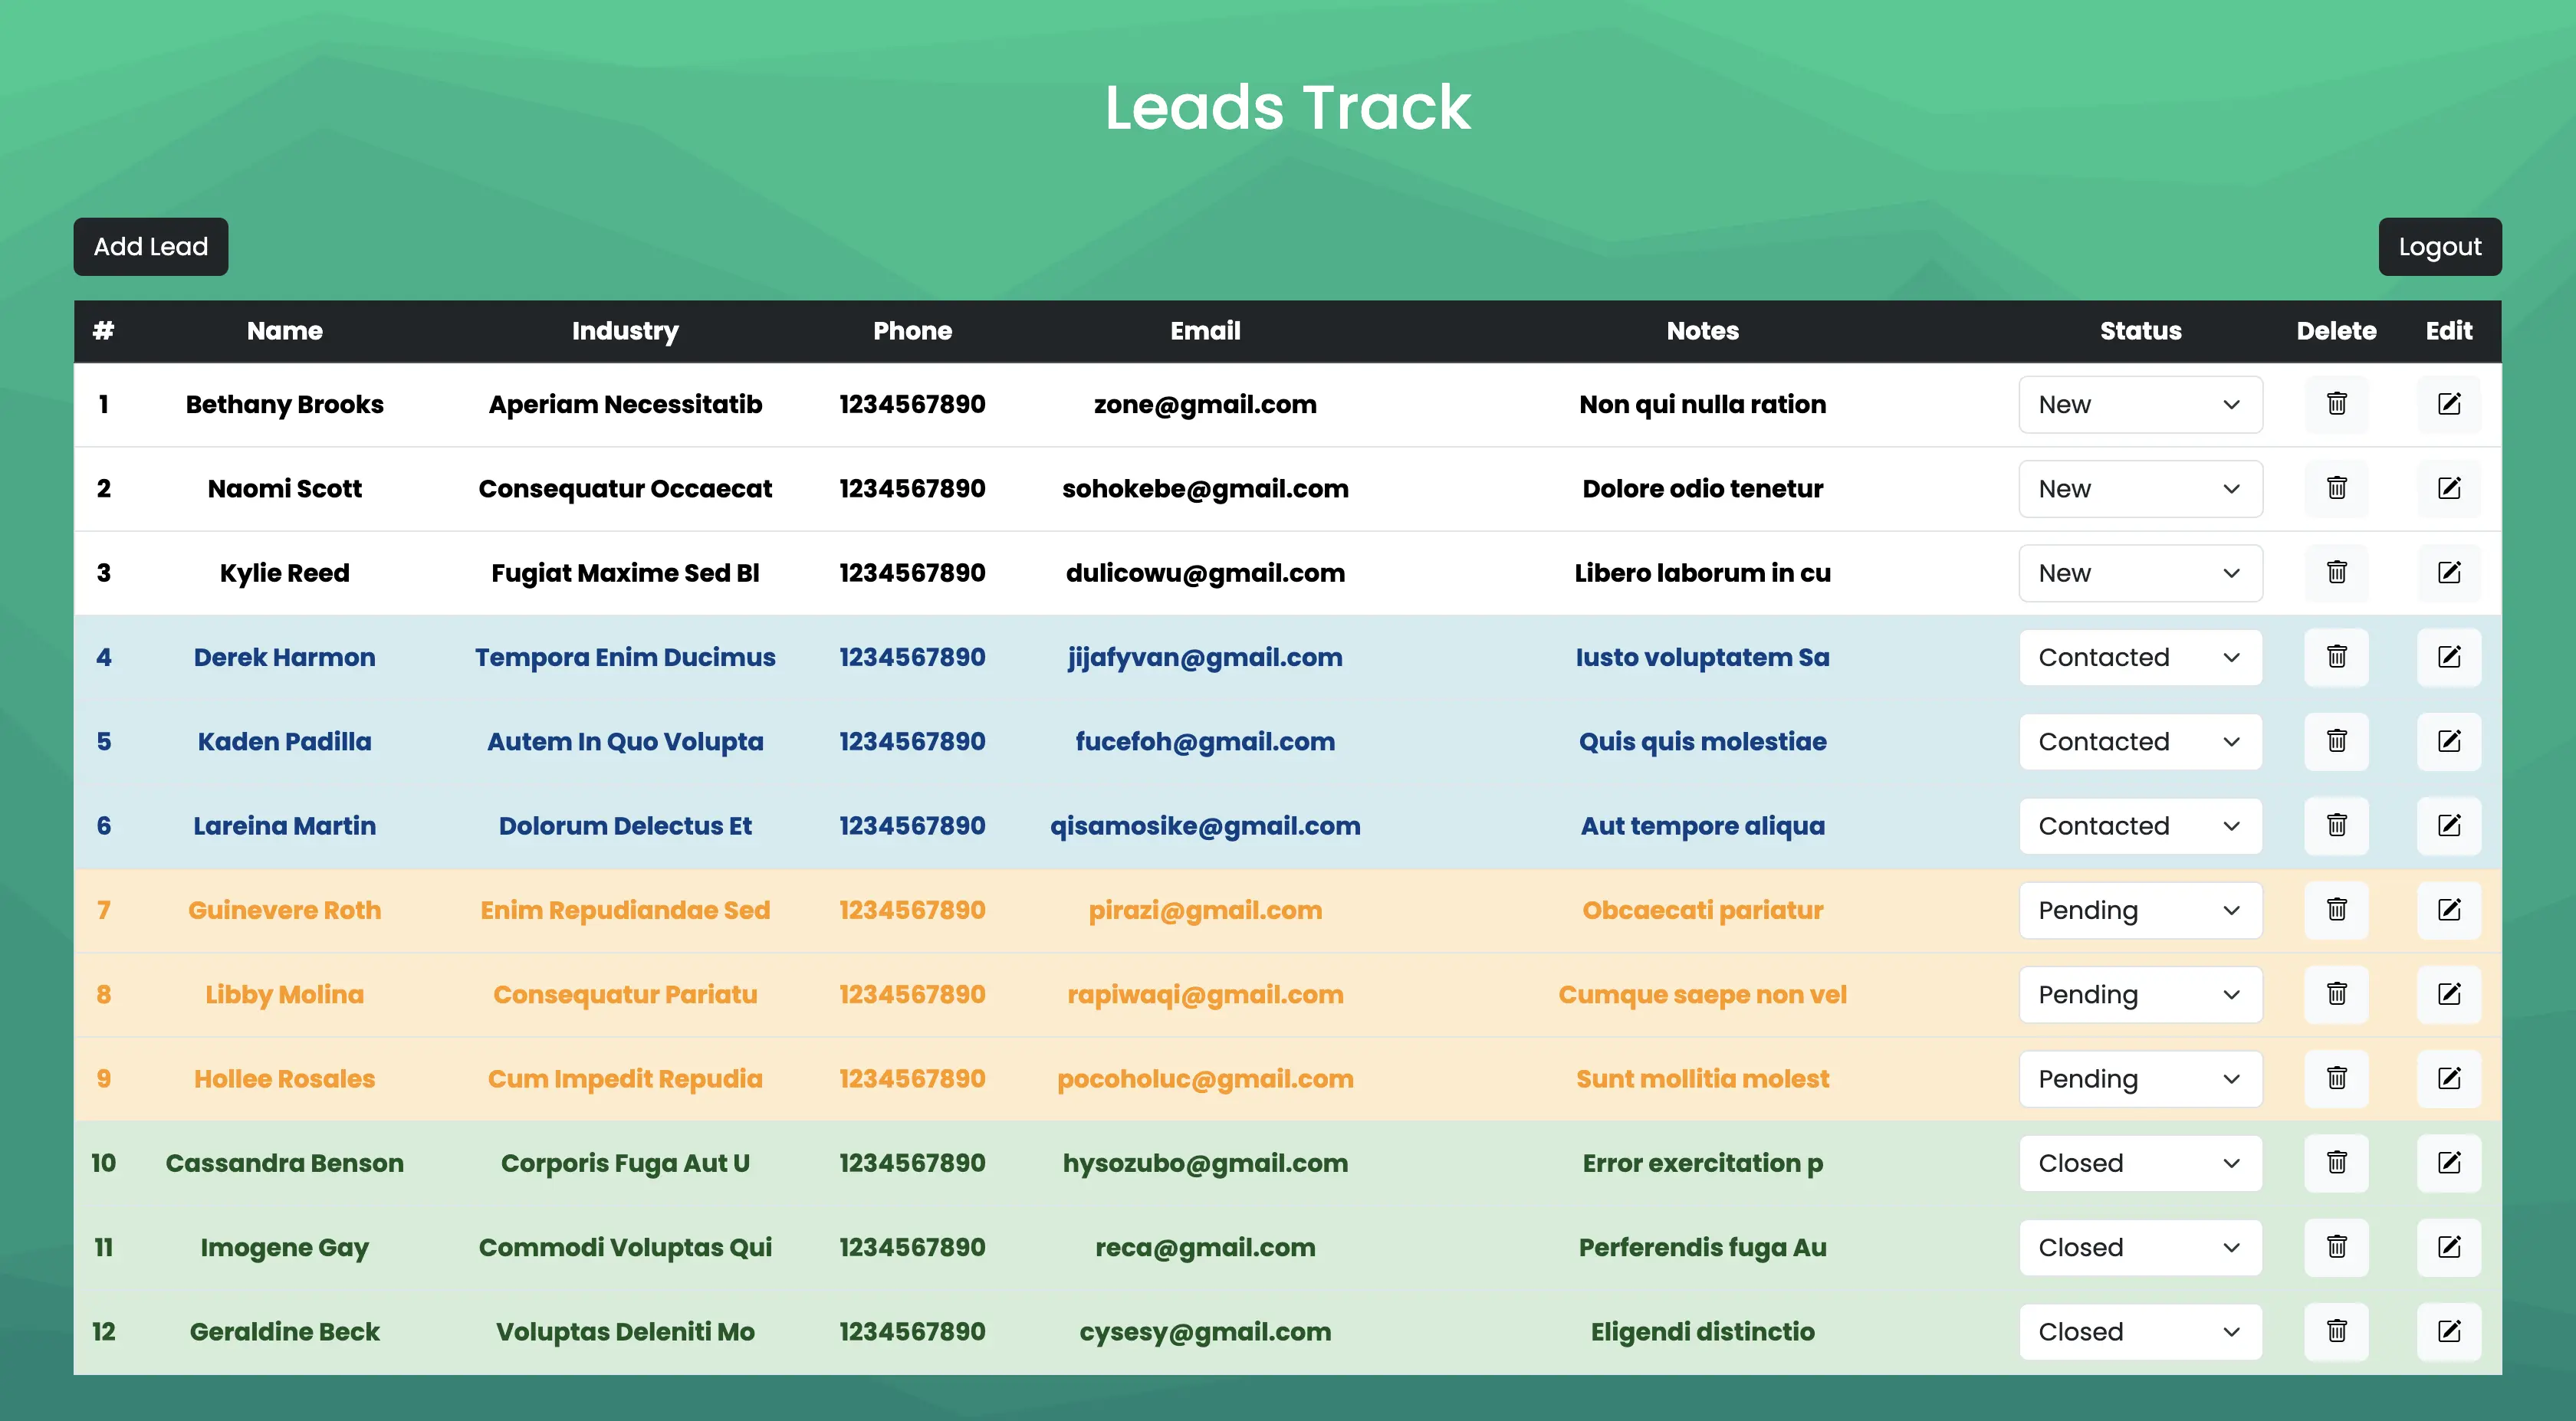 Leads Track
Add Lead Logout
# Name Industry Phone Email Notes Status Delete Edit
1 Bethany Brooks Aperiam Necessitatib 1234567890 zone@gmail.com Non qui nulla ration New
2 Naomi Scott Consequatur Occaecat 1234567890 sohokebe@gmail.com Dolore odio tenetur New
3 Kylie Reed Fugiat Maxime Sed Bl 1234567890 dulicowu@gmail.com Libero laborum in cu New
4 Derek Harmon Tempora Enim Ducimus 1234567890 jijafyvan@gmail.com Iusto voluptatem Sa Contacted
5 Kaden Padilla Autem In Quo Volupta 1234567890 fucefoh@gmail.com Quis quis molestiae Contacted
6 Lareina Martin Dolorum Delectus Et 1234567890 qisamosike@gmail.com Aut tempore aliqua Contacted
7 Guinevere Roth Enim Repudiandae Sed 1234567890 pirazi@gmail.com Obcaecati pariatur Pending
8 Libby Molina Consequatur Pariatu 1234567890 rapiwaqi@gmail.com Cumque saepe non vel Pending
9 Hollee Rosales Cum Impedit Repudia 1234567890 pocoholuc@gmail.com Sunt mollitia molest Pending
10 Cassandra Benson Corporis Fuga Aut U 1234567890 hysozubo@gmail.com Error exercitation p Closed
11 Imogene Gay Commodi Voluptas Qui 1234567890 reca@gmail.com Perferendis fuga Au Closed
12 Geraldine Beck Voluptas Deleniti Mo 1234567890 cysesy@gmail.com Eligendi distinctio Closed